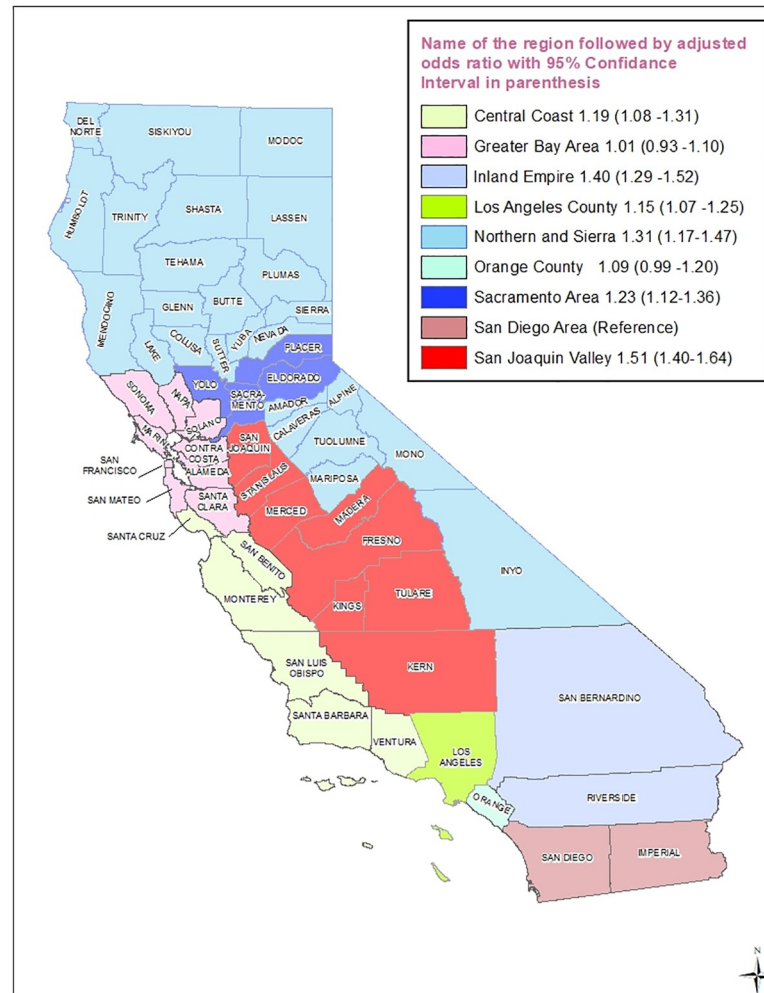 Name of the region followed by adjusted
odds ratio with 95% Confidance
Interval in parenthesis
Central Coast 1.19 (1.08 -1.31)
Greater Bay Area 1.01 (0.93 -1.10)
Inland Empire 1.40 (1.29 -1.52)
Los Angeles County 1.15 (1.07 -1.25)
Northern and Sierra 1.31 (1.17-1.47)
Orange County 1.09 (0.99 -1.20)
Sacramento Area 1.23 (1.12-1.36)
San Diego Area (Reference)
San Joaquin Valley 1.51 (1.40-1.64)
DEL
NORTE
SISKIYOU
MODOC
HUMBOLDT
TRINITY
SHASTA
LASSEN
TEHAMA
PLUMAS
MENDOCINO
GLENN
BUTTE
SIERRA
LAKE
COLLUSA
SUTTER
YUBA
NEVADA
PLACER
YOLO
EL DORADO
SACRA-
MENTO
SONOMA
NAPA
SOLANO
AMADOR
ALPINE
MARIN
CALAVERAS
SAN
JOAQUIN
TUOLUMNE
MONO
CONTRA
COSTA
SAN
FRANCISCO
ALAMEDA
STANISLAUS
MARIPOSA
SAN MATEO
SANTA
CLARA
MERCED
MADERA
SANTA CRUZ
FRESNO
SAN BENITO
INYO
MONTEREY
KINGS
TULARE
SAN LUIS
OBISPO
KERN
SAN BERNARDINO
SANTA BARBARA
VENTURA
LOS
ANGELES
ORANGE
RIVERSIDE
SAN DIEGO
IMPERIAL
N